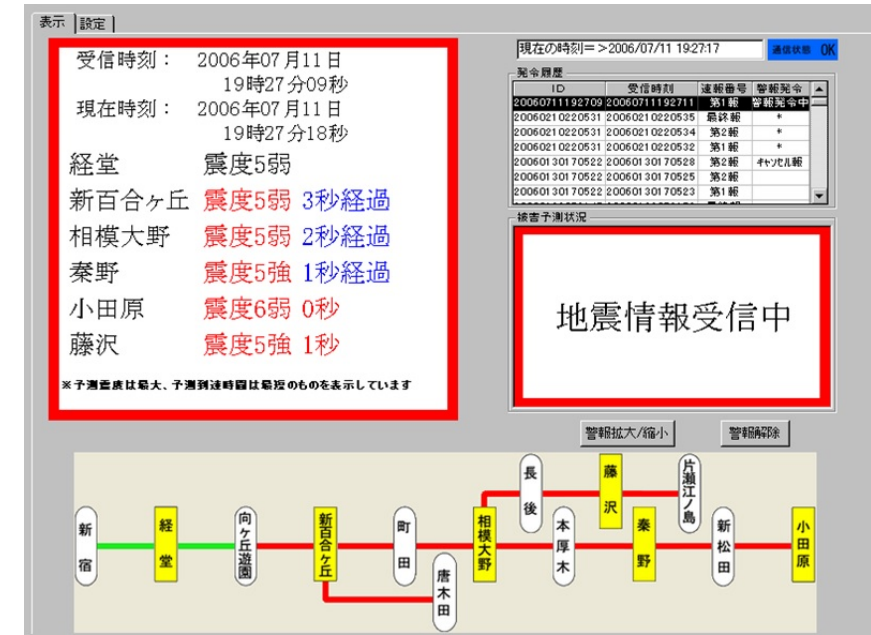 表示 設定
受信時刻： 2006年07月11日
19時27分09秒
現在時刻： 2006年07月11日
19時27分18秒
経堂 震度5弱
新百合ヶ丘 震度5弱 3秒経過
相模大野 震度5弱 2秒経過
秦野 震度5強 1秒経過
小田原 震度6弱 0秒
藤沢 震度5強 1秒
※予測震度は最大、予測到達時間は最短のものを表示しています
現在の時刻＝＞2006/07/11 19:27:17 通信状態 OK
発令履歴
ID 受信時刻 速報番号 警報発令
20060711192709 20060711192711 第1報 警報発令中
20060210220531 20060210220535 最終報 *
20060210220531 20060210220534 第2報 *
20060210220531 20060210220532 第1報 *
20060130170522 20060130170528 第2報 キャンセル報
20060130170522 20060130170525 第2報
20060130170522 20060130170523 第1報
被害予測状況
地震情報受信中
警報拡大/縮小 警報解除
新宿
経堂
向ヶ丘遊園
新百合ヶ丘
町田
唐木田
相模大野
長後
本厚木
藤沢
秦野
片瀬江ノ島
新松田
小田原